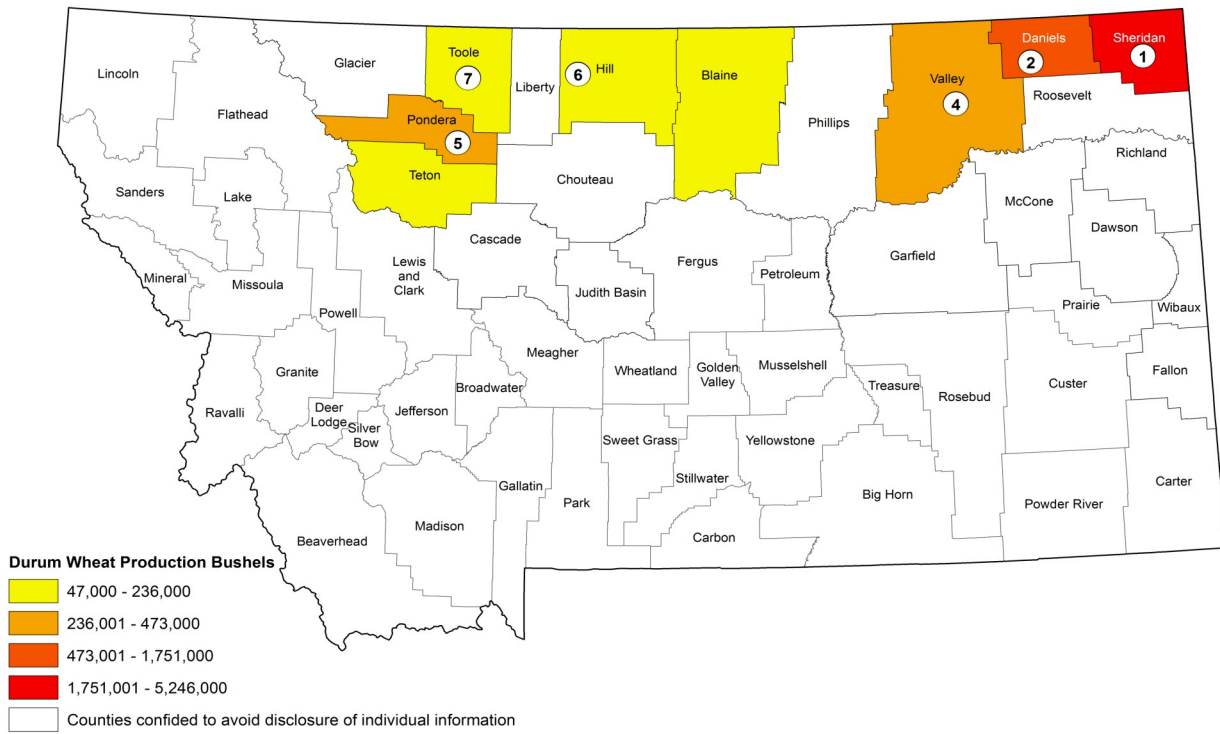 Lincoln
Flathead
Glacier
Toole
7
Liberty
6
Hill
Blaine
Phillips
Valley
4
Daniels
2
Sheridan
1
Roosevelt
Pondera
5
Teton
Chouteau
Richland
McCone
Dawson
Sanders
Lake
Cascade
Fergus
Petroleum
Garfield
Mineral
Missoula
Lewis
and
Clark
Judith Basin
Prairie
Wibaux
Powell
Meagher
Wheatland
Golden
Valley
Musselshell
Treasure
Rosebud
Custer
Fallon
Granite
Ravalli
Deer
Lodge
Silver
Bow
Jefferson
Broadwater
Sweet Grass
Yellowstone
Stillwater
Gallatin
Park
Big Horn
Powder River
Carter
Beaverhead
Madison
Carbon
Durum Wheat Production Bushels
47,000 - 236,000
236,001 - 473,000
473,001 - 1,751,000
1,751,001 - 5,246,000
Counties confided to avoid disclosure of individual information